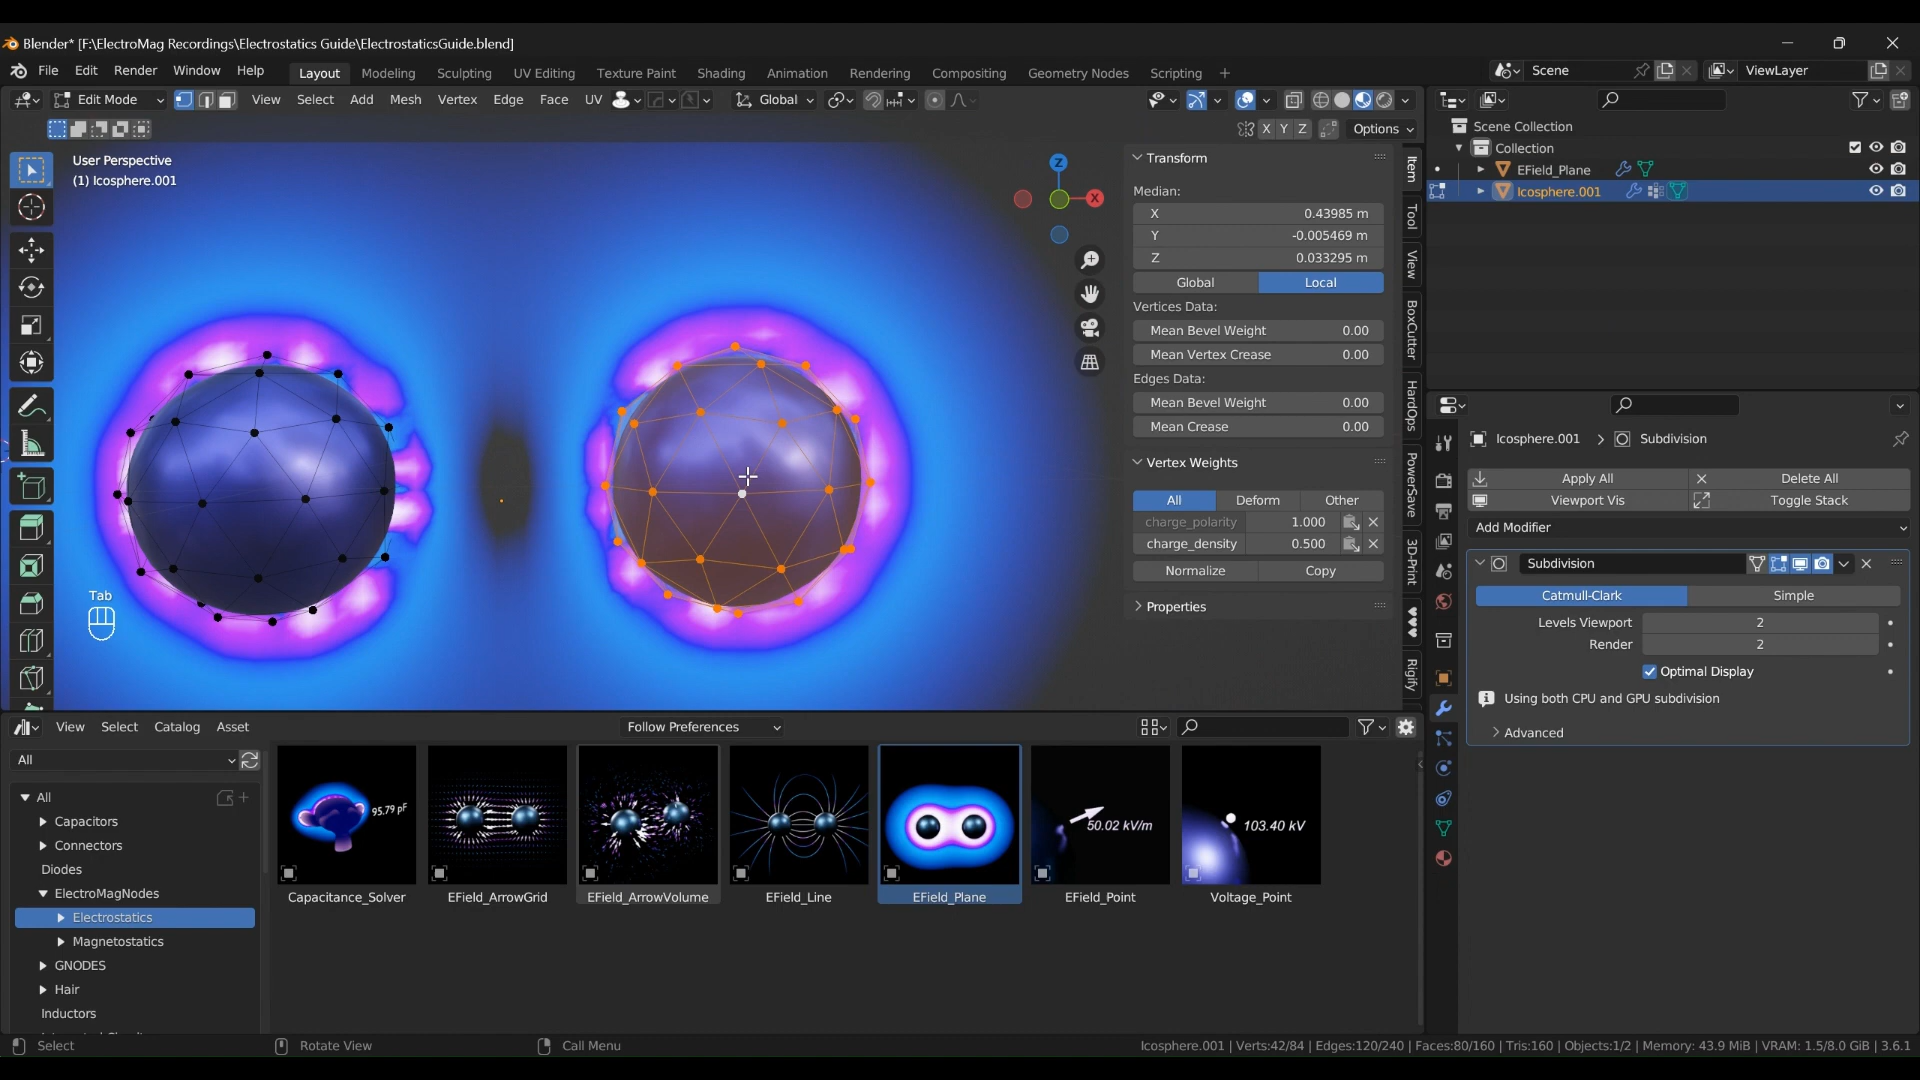 Blender* [F:\ElectroMag Recordings\Electrostatics Guide\ElectrostaticsGuide.blend]
File Edit Render Window Help Layout Modeling Sculpting UV Editing Texture Paint Shading Animation Rendering Compositing Geometry Nodes Scripting + Scene ViewLayer
Edit Mode View Select Add Mesh Vertex Edge Face UV Global
X Y Z Options
User Perspective
(1) Icosphere.001
Z
X
Tab
Transform
Median:
X 0.43985 m
Y -0.005469 m
Z 0.033295 m
Global Local
Vertices Data:
Mean Bevel Weight 0.00
Mean Vertex Crease 0.00
Edges Data:
Mean Bevel Weight 0.00
Mean Crease 0.00
Vertex Weights
All Deform Other
charge_polarity 1.000
charge_density 0.500
Normalize Copy
Properties
Item
Tool
View
BoxCutter
HardOps
PowerSave
3D-Print
♥♥♥
Rigify
Scene Collection
Collection
EField_Plane
Icosphere.001
Icosphere.001 > Subdivision
Apply All Delete All
Viewport Vis Toggle Stack
Add Modifier
Subdivision
Catmull-Clark Simple
Levels Viewport 2
Render 2
Optimal Display
Using both CPU and GPU subdivision
Advanced
View Select Catalog Asset Follow Preferences
All
All
Capacitors
Connectors
Diodes
ElectroMagNodes
Electrostatics
Magnetostatics
GNODES
Hair
Inductors
95.79 pF
50.02 kV/m
103.40 kV
Capacitance_Solver EField_ArrowGrid EField_ArrowVolume EField_Line EField_Plane EField_Point Voltage_Point
Select Rotate View Call Menu Icosphere.001 | Verts:42/84 | Edges:120/240 | Faces:80/160 | Tris:160 | Objects:1/2 | Memory: 43.9 MiB | VRAM: 1.5/8.0 GiB | 3.6.1